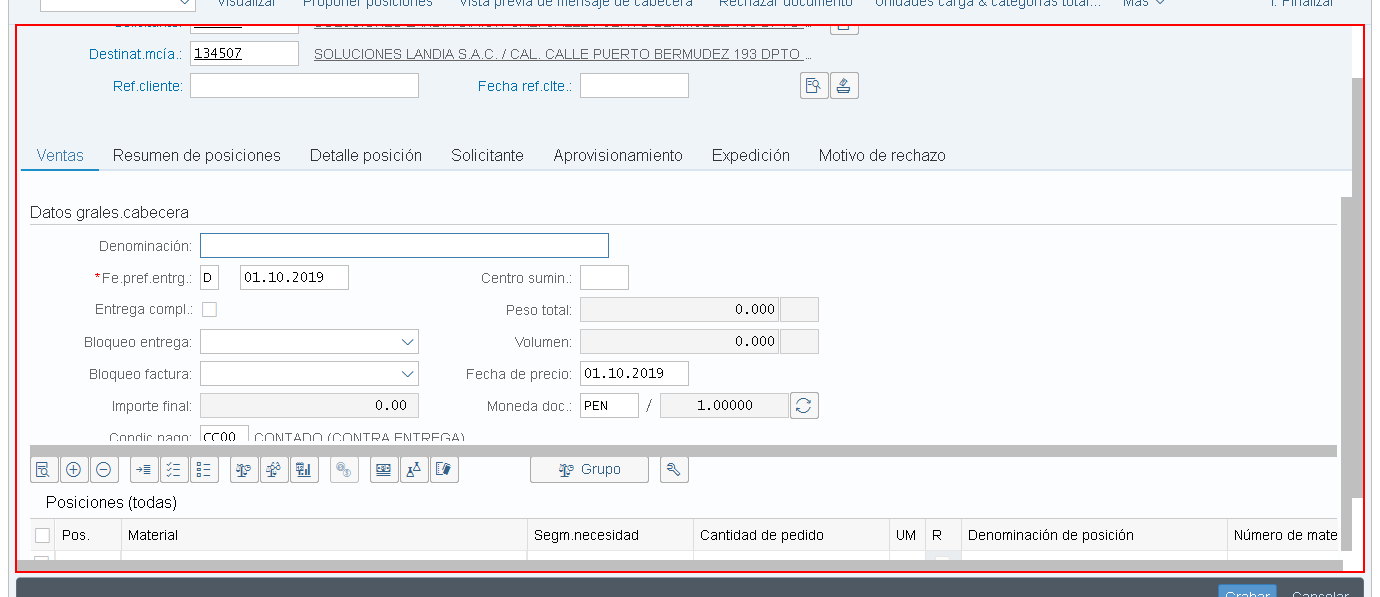 Visualizar Proponer posiciones Vista previa de mensaje de cabecera Rechazar documento Unidades carga & categorías total... Más Finalizar
Destinat.mcía.: 134507 SOLUCIONES LANDIA S.A.C. / CAL. CALLE PUERTO BERMUDEZ 193 DPTO ...
Ref.cliente: Fecha ref.clte.:
Ventas Resumen de posiciones Detalle posición Solicitante Aprovisionamiento Expedición Motivo de rechazo
Datos grales.cabecera
Denominación:
*Fe.pref.entrg.: D 01.10.2019 Centro sumin.:
Entrega compl.: Peso total: 0.000
Bloqueo entrega: Volumen: 0.000
Bloqueo factura: Fecha de precio: 01.10.2019
Importe final: 0.00 Moneda doc.: PEN / 1.00000
Condic.pago: CC00 CONTADO (CONTRA ENTREGA)
Grupo
Posiciones (todas)
Pos. Material Segm.necesidad Cantidad de pedido UM R Denominación de posición Número de mate
Grabar Cancelar